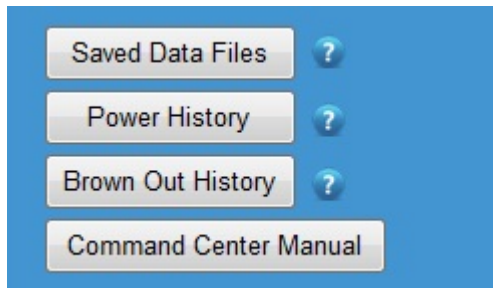 Saved Data Files ?
Power History ?
Brown Out History ?
Command Center Manual